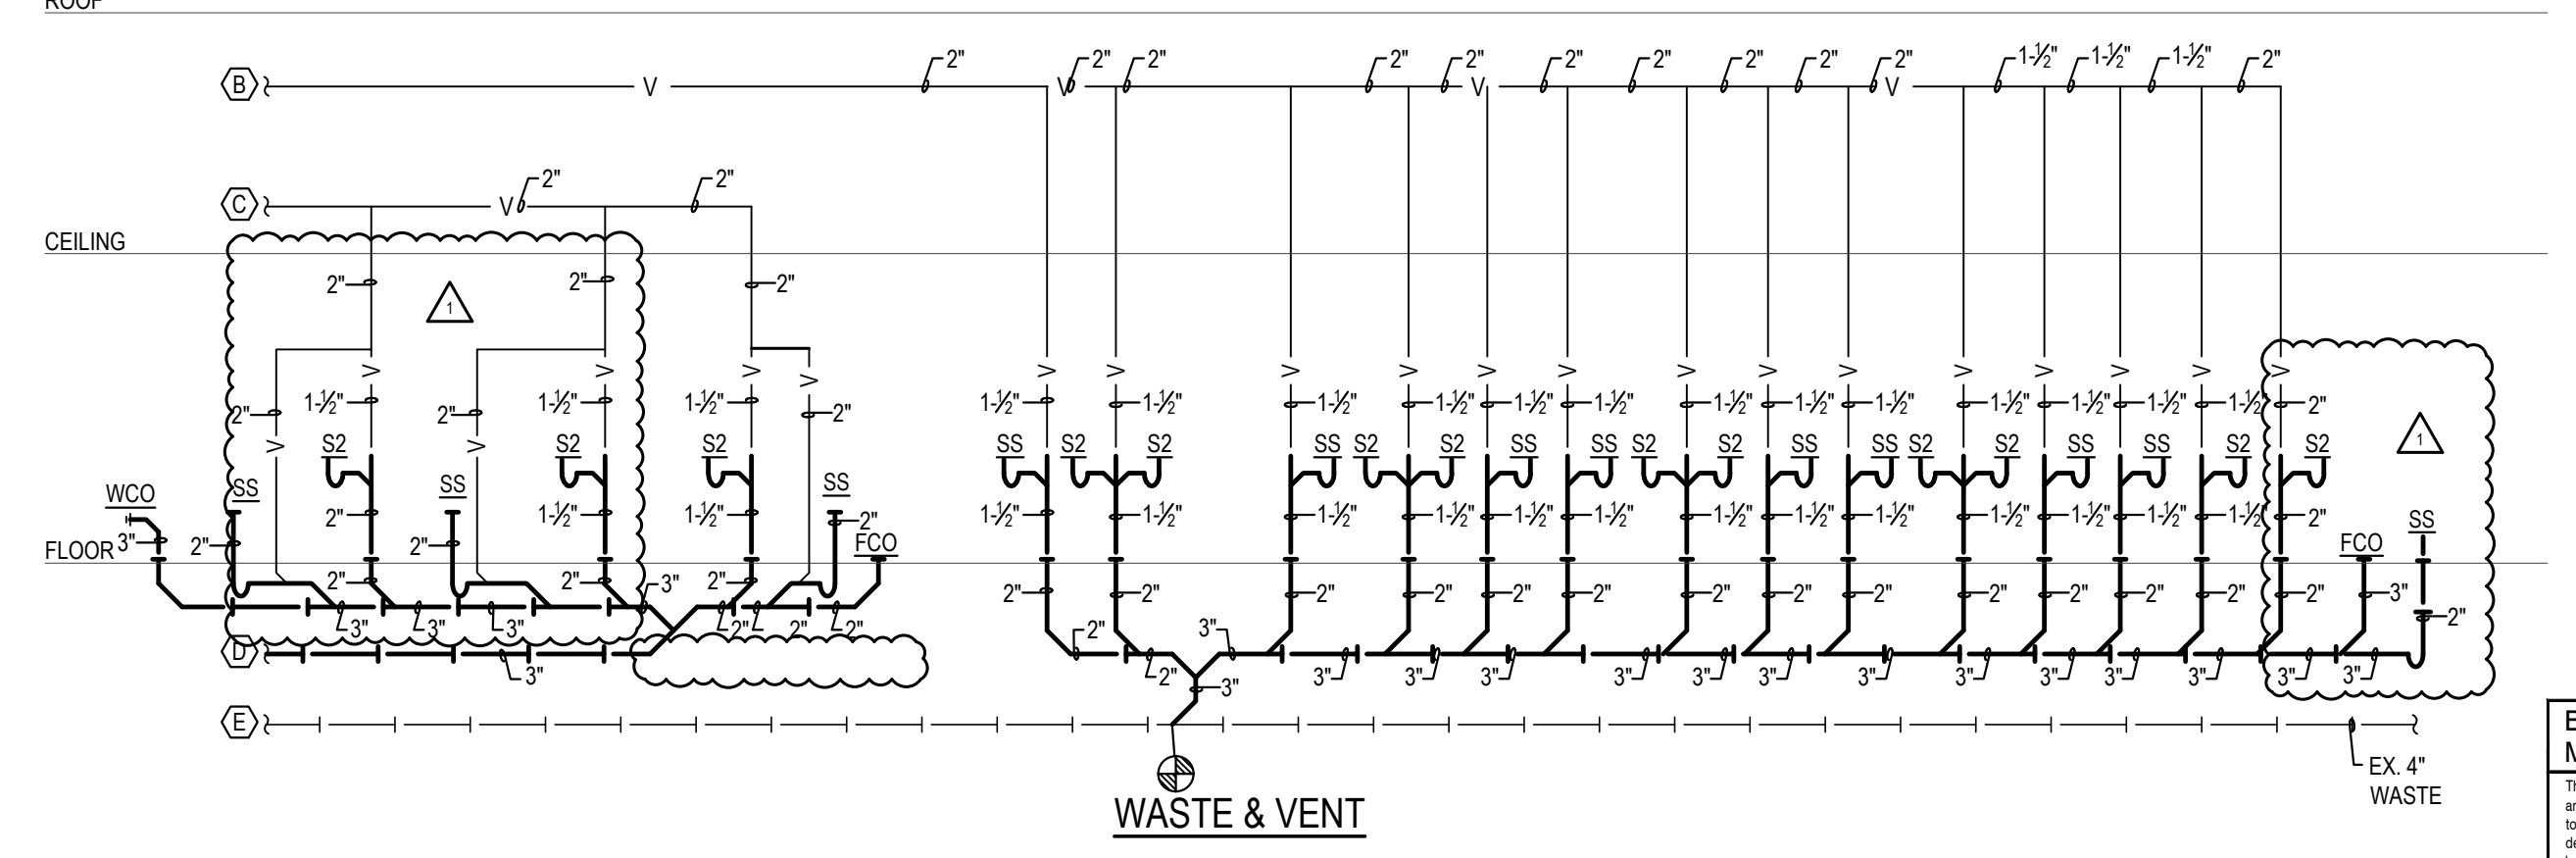 ROOF
B V 2" V 2" 2" 2" 2" V 2" 2" 2" 2" 2" V 1-½" 1-½" 1-½" 2"
C V 2" 2"
CEILING
2" 1 2" 2"
V V V V V V V V V V V V V V V V V V
1-½" 1-½" 1-½" 1-½" 1-½" 1-½" 1-½" 1-½" 1-½" 1-½" 1-½" 1-½" 1-½" 1-½" 1-½" 1-½" 2"
2" 2" 2"
V V
S2 S2 S2 SS S2 S2 SS S2 S2 SS SS S2 S2 SS SS S2 S2 SS SS S2 S2 1
WCO SS SS SS
2" 1-½" 1-½" 2" 1-½" 1-½" 1-½" 1-½" 1-½" 1-½" 1-½" 1-½" 1-½" 1-½" 1-½" 1-½" 1-½" 2" SS
FLOOR 3" 2" 2" FCO FCO
2" 2" 3" 2" 2" 2" 2" 2" 2" 2" 2" 2" 2" 2" 2" 2" 2" 2" 2" 3" 2"
3" 3" 3" 2" 2" 2" 2" 3"
D 3" 2" 3" 3" 3" 3" 3" 3" 3" 3" 3" 3" 3" 3" 3" 3"
E
EX. 4"
WASTE
WASTE & VENT